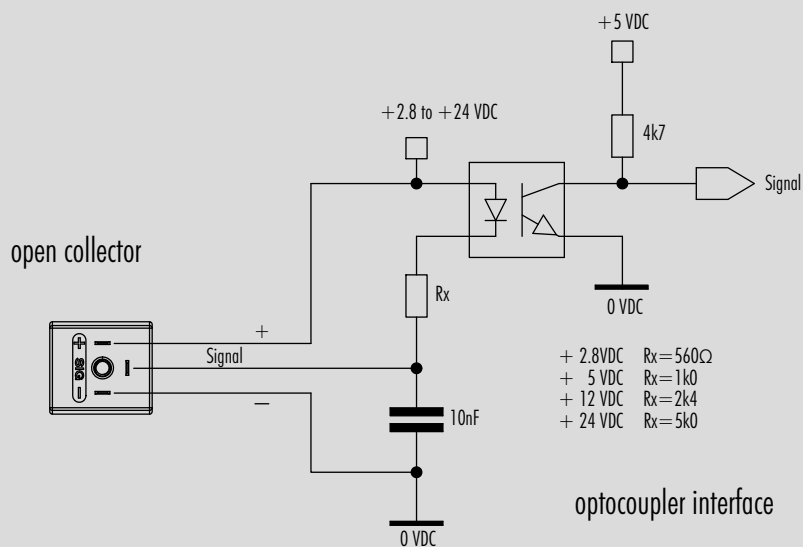 +5 VDC
+2.8 to +24 VDC
4k7
Signal
open collector
0 VDC
Rx
+
Signal
+ SIG −
−
10nF
+ 2.8VDC Rx=560Ω
+ 5 VDC Rx=1k0
+ 12 VDC Rx=2k4
+ 24 VDC Rx=5k0
optocoupler interface
0 VDC